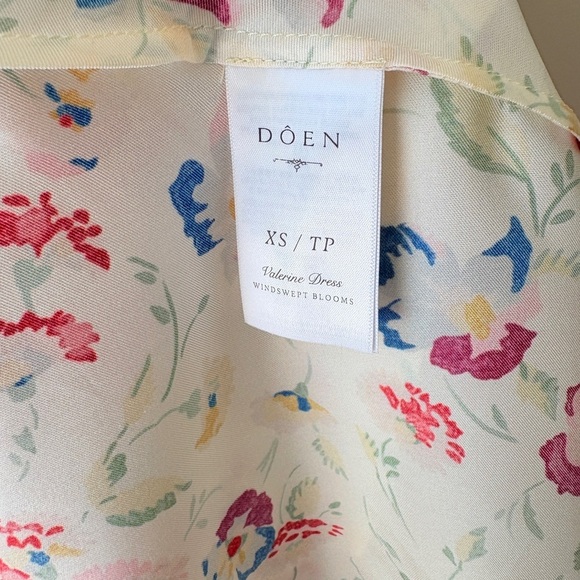 DÔEN
XS / TP
Valerine Dress
WINDSWEPT BLOOMS